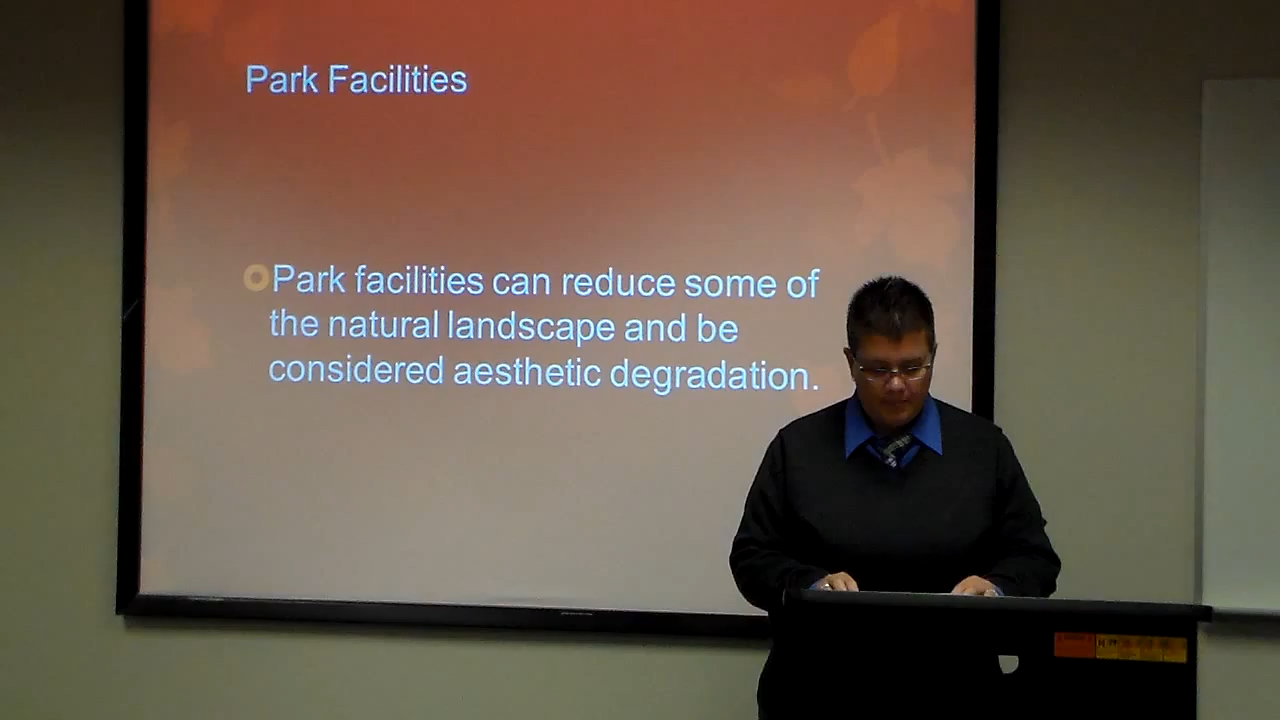 Park Facilities
Park facilities can reduce some of
the natural landscape and be
considered aesthetic degradation.